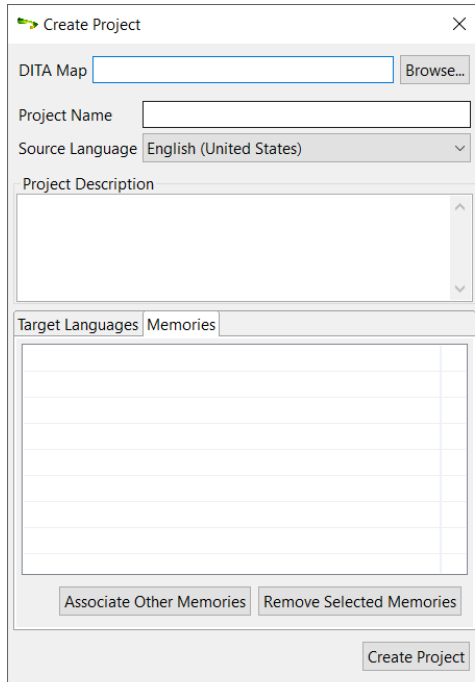 Create Project
DITA Map Browse...
Project Name
Source Language English (United States)
Project Description
Target Languages Memories
Associate Other Memories Remove Selected Memories
Create Project